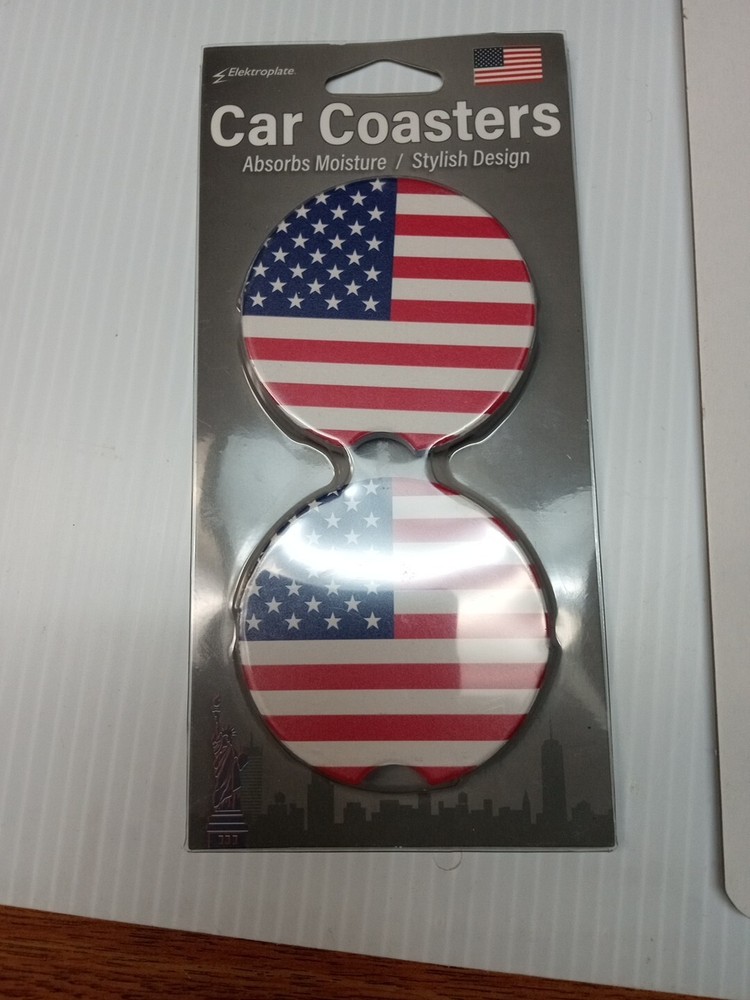 Elektroplate.
Car Coasters
Absorbs Moisture / Stylish Design